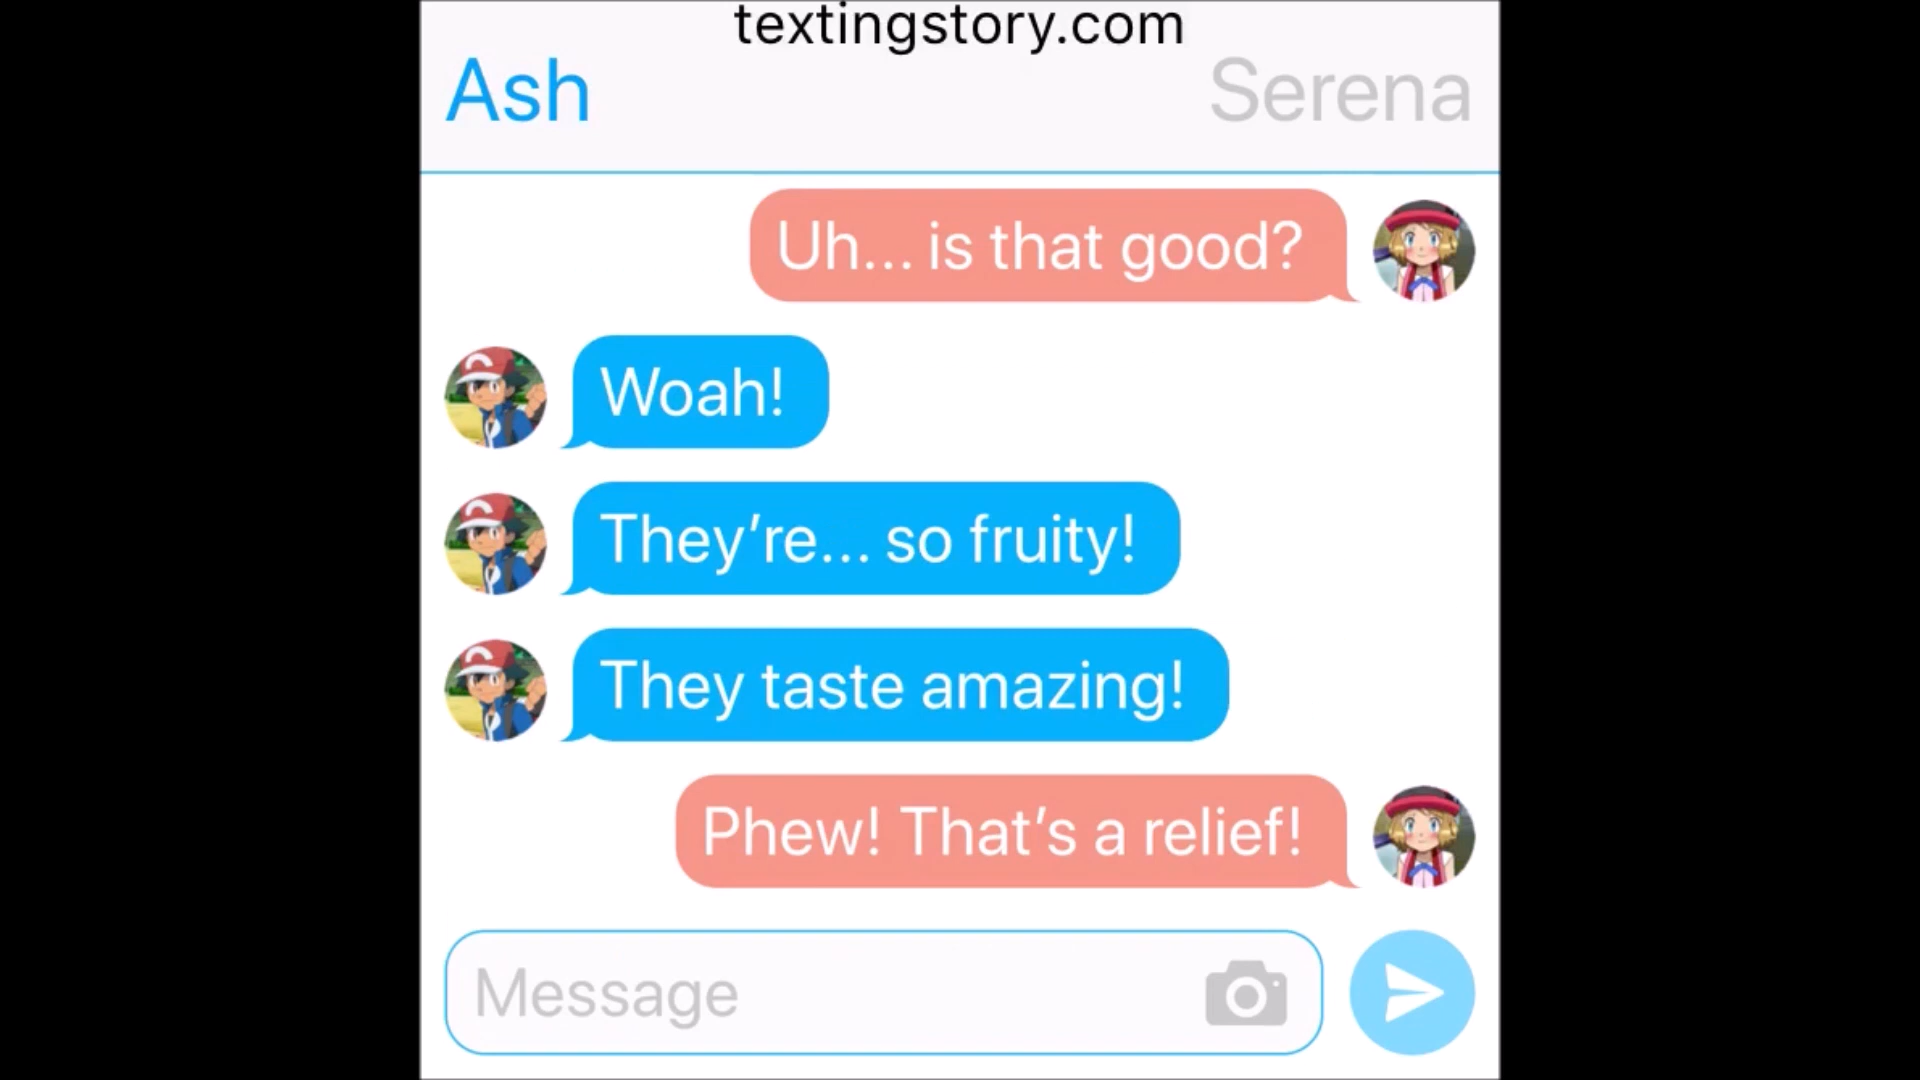 textingstory.com
Ash
Serena
Uh... is that good?
Woah!
They’re... so fruity!
They taste amazing!
Phew! That’s a relief!
Message